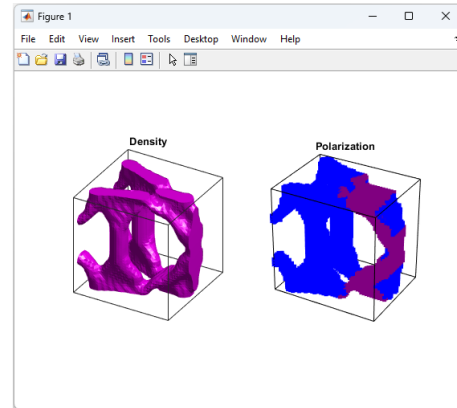 Figure 1
File Edit View Insert Tools Desktop Window Help
Density
Polarization